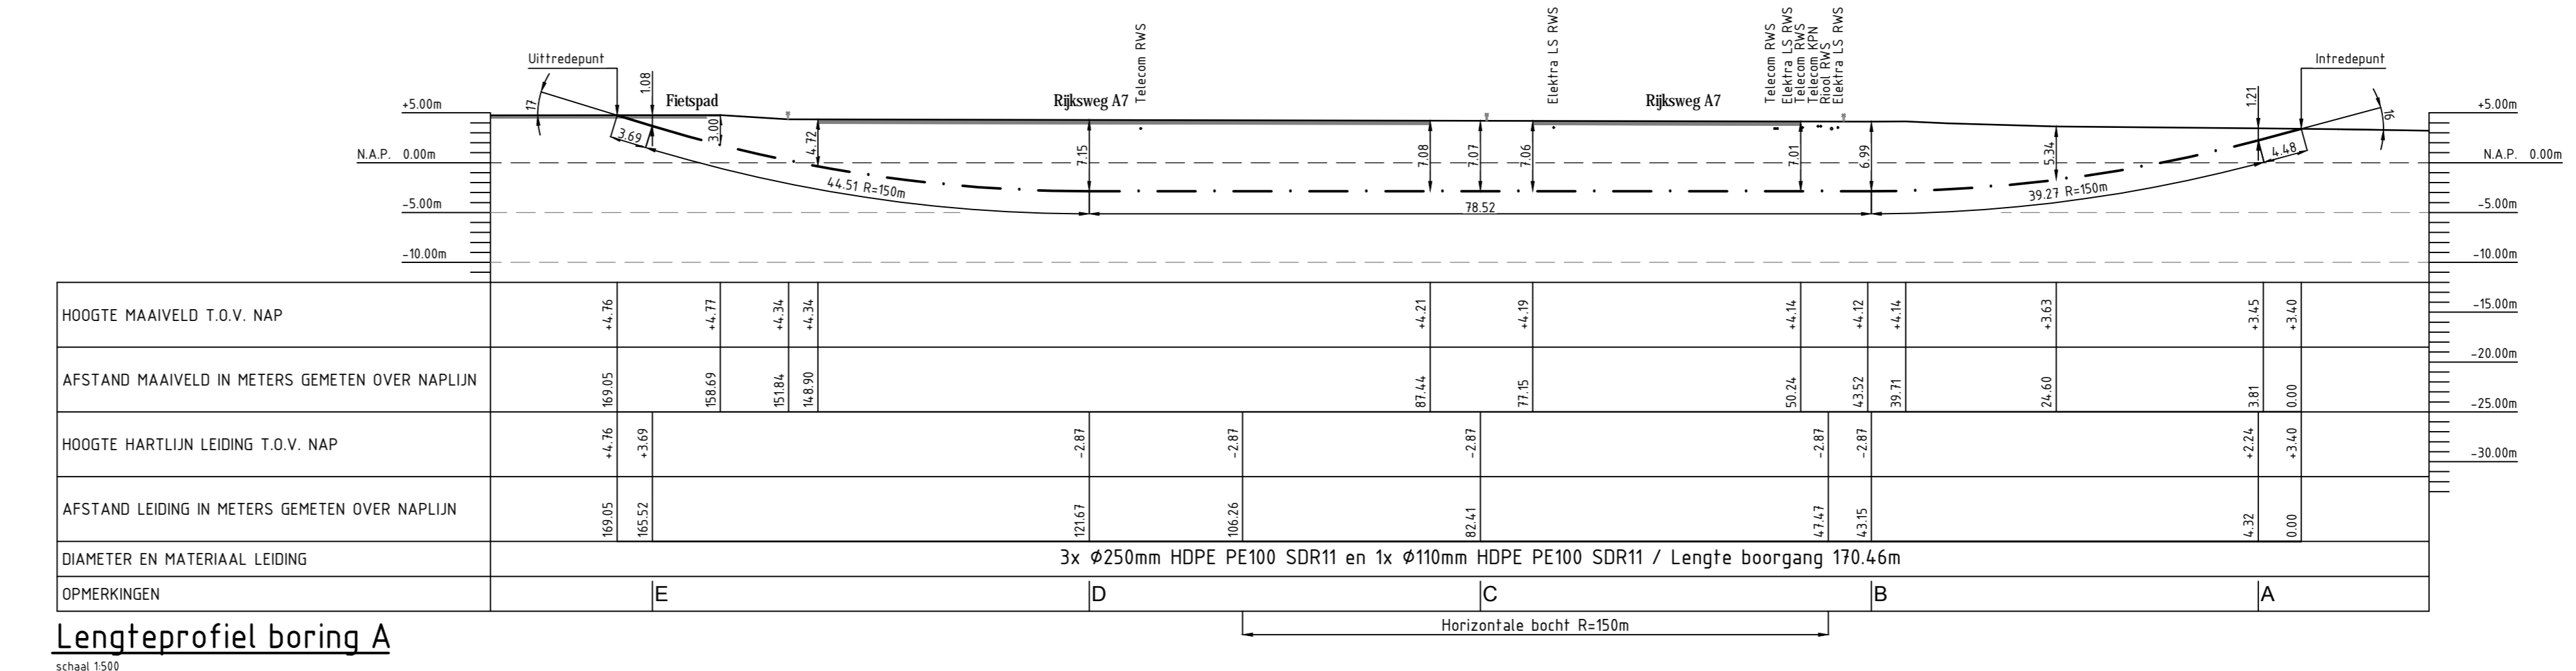 Telecom RWS
Elektra LS RWS
Telecom RWS
Elektra LS RWS
Telecom RWS
Telecom KPN
Riool RWS
Elektra LS RWS
Uittredepunt
Intredepunt
Fietspad
Rijksweg A7
Rijksweg A7
17
1.08
3.69
3.00
4.72
7.15
7.08
7.07
7.06
7.01
6.99
5.34
1.21
4.48
16
44.51 R=150m
78.52
39.27 R=150m
+5.00m
N.A.P. 0.00m
-5.00m
-10.00m
+5.00m
N.A.P. 0.00m
-5.00m
-10.00m
-15.00m
-20.00m
-25.00m
-30.00m
HOOGTE MAAIVELD T.O.V. NAP
+4.76 +4.77 +4.34 +4.34 +4.21 +4.19 +4.14 +4.12 +4.14 +3.63 +3.45 +3.40
AFSTAND MAAIVELD IN METERS GEMETEN OVER NAPLIJN
169.05 158.69 151.84 148.90 87.44 77.15 50.24 43.52 39.71 24.60 3.81 0.00
HOOGTE HARTLIJN LEIDING T.O.V. NAP
+4.76 +3.69 -2.87 -2.87 -2.87 -2.87 -2.87 +2.24 +3.40
AFSTAND LEIDING IN METERS GEMETEN OVER NAPLIJN
169.05 165.52 121.67 106.26 82.41 47.47 43.15 4.32 0.00
DIAMETER EN MATERIAAL LEIDING
3x Ø250mm HDPE PE100 SDR11 en 1x Ø110mm HDPE PE100 SDR11 / Lengte boorgang 170.46m
OPMERKINGEN
E D C B A
Horizontale bocht R=150m
Lengteprofiel boring A
schaal 1:500